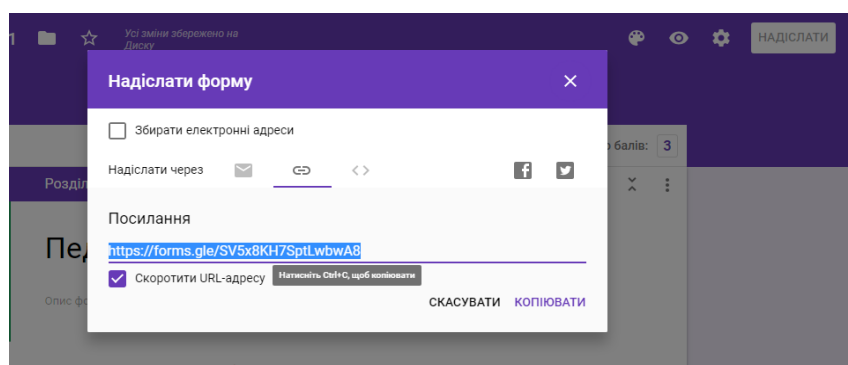 1
Усі зміни збережено на
Диску
НАДІСЛАТИ
Надіслати форму
Збирати електронні адреси
балів: 3
Надіслати через
Розділ
Посилання
Пед
https://forms.gle/SV5x8KH7SptLwbwA8
Скоротити URL-адресу
Натисніть Ctrl+C, щоб копіювати
Опис фо
СКАСУВАТИ КОПІЮВАТИ